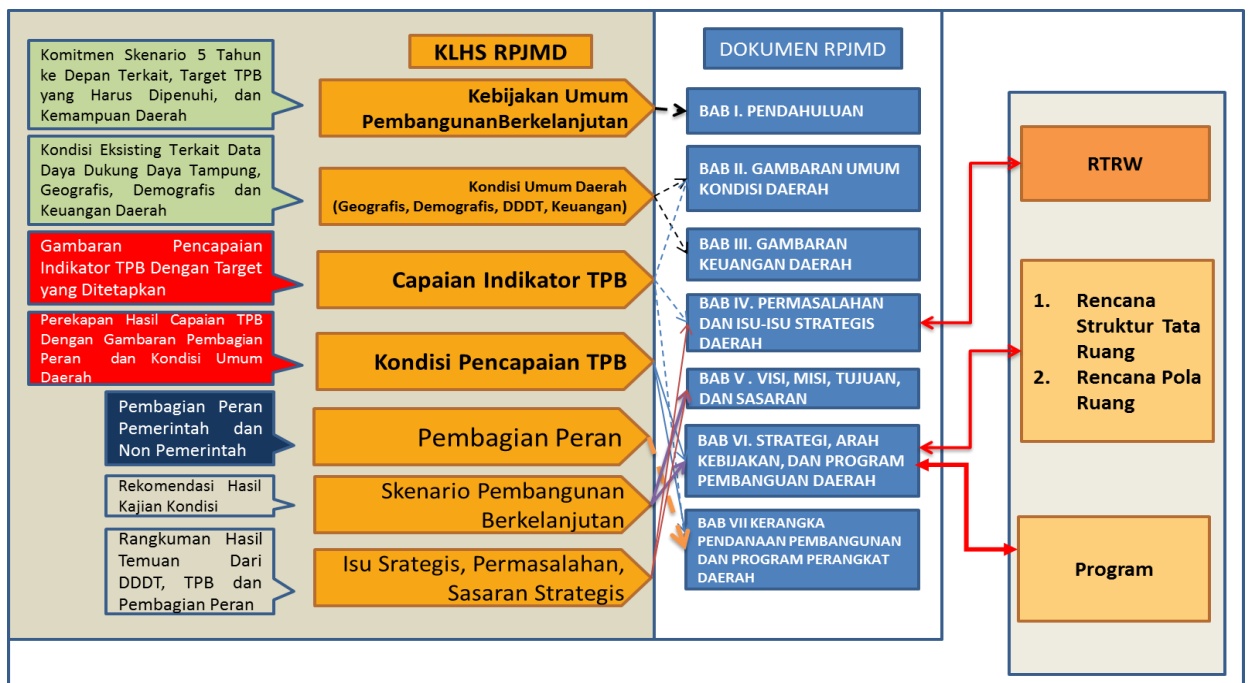 KLHS RPJMD
DOKUMEN RPJMD
Komitmen Skenario 5 Tahun
ke Depan Terkait, Target TPB
yang Harus Dipenuhi, dan
Kemampuan Daerah
Kondisi Eksisting Terkait Data
Daya Dukung Daya Tampung,
Geografis, Demografis dan
Keuangan Daerah
Gambaran Pencapaian
Indikator TPB Dengan Target
yang Ditetapkan
Perekapan Hasil Capaian TPB
Dengan Gambaran Pembagian
Peran dan Kondisi Umum
Daerah
Pembagian Peran
Pemerintah dan
Non Pemerintah
Rekomendasi Hasil
Kajian Kondisi
Rangkuman Hasil
Temuan Dari
DDDT, TPB dan
Pembagian Peran
Kebijakan Umum
PembangunanBerkelanjutan
Kondisi Umum Daerah
(Geografis, Demografis, DDDT, Keuangan)
Capaian Indikator TPB
Kondisi Pencapaian TPB
Pembagian Peran
Skenario Pembangunan
Berkelanjutan
Isu Srategis, Permasalahan,
Sasaran Strategis
BAB I. PENDAHULUAN
BAB II. GAMBARAN UMUM
KONDISI DAERAH
BAB III. GAMBARAN
KEUANGAN DAERAH
BAB IV. PERMASALAHAN
DAN ISU-ISU STRATEGIS
DAERAH
BAB V . VISI, MISI, TUJUAN,
DAN SASARAN
BAB VI. STRATEGI, ARAH
KEBIJAKAN, DAN PROGRAM
PEMBANGUAN DAERAH
BAB VII KERANGKA
PENDANAAN PEMBANGUNAN
DAN PROGRAM PERANGKAT
DAERAH
RTRW
1. Rencana
Struktur Tata
Ruang
2. Rencana Pola
Ruang
Program